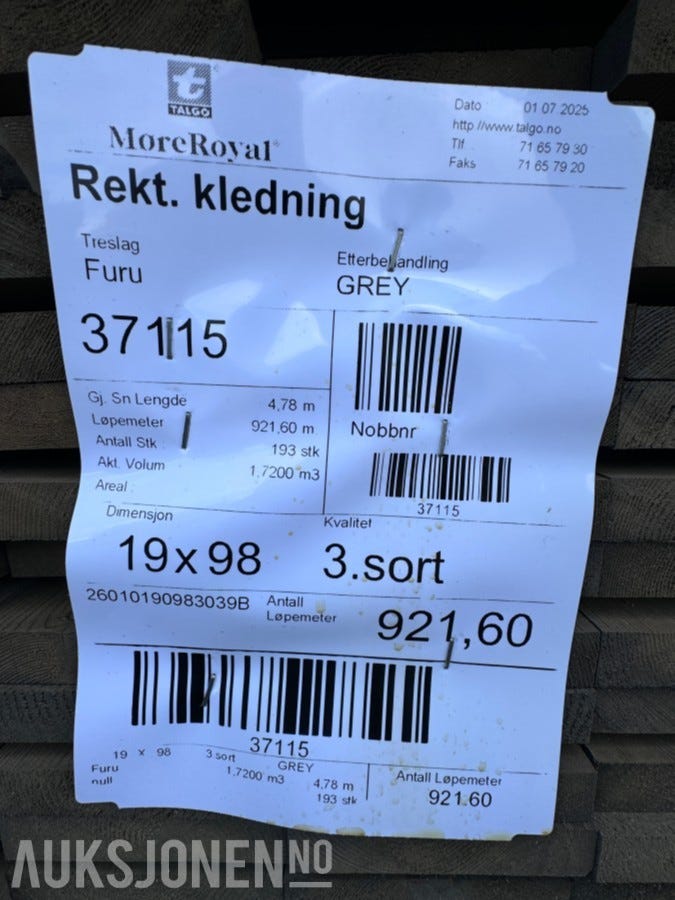 t
TALGO
MøreRoyal®
Dato 01 07 2025
http //www.talgo.no
Tlf 71 65 79 30
Faks 71 65 79 20
Rekt. kledning
Treslag
Furu
Etterbehandling
GREY
37115
Gj. Sn Lengde 4,78 m
Løpemeter 921,60 m
Antall Stk 193 stk
Akt. Volum 1,7200 m3
Areal
Nobbnr
37115
Dimensjon
19 x 98
Kvalitet
3.sort
26010190983039B
Antall
Løpemeter
921,60
37115
19 x 98 3 sort GREY
Furu 1,7200 m3 4,78 m
null 193 stk
Antall Løpemeter
921.60
AUKSJONEN NO